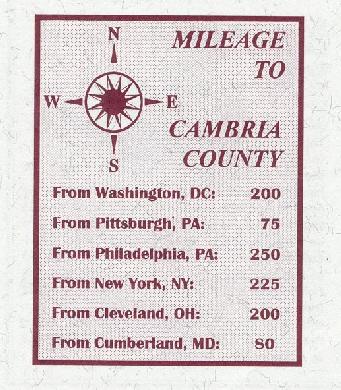 N
W E
S
MILEAGE
TO
CAMBRIA
COUNTY
From Washington, DC: 200
From Pittsburgh, PA: 75
From Philadelphia, PA: 250
From New York, NY: 225
From Cleveland, OH: 200
From Cumberland, MD: 80